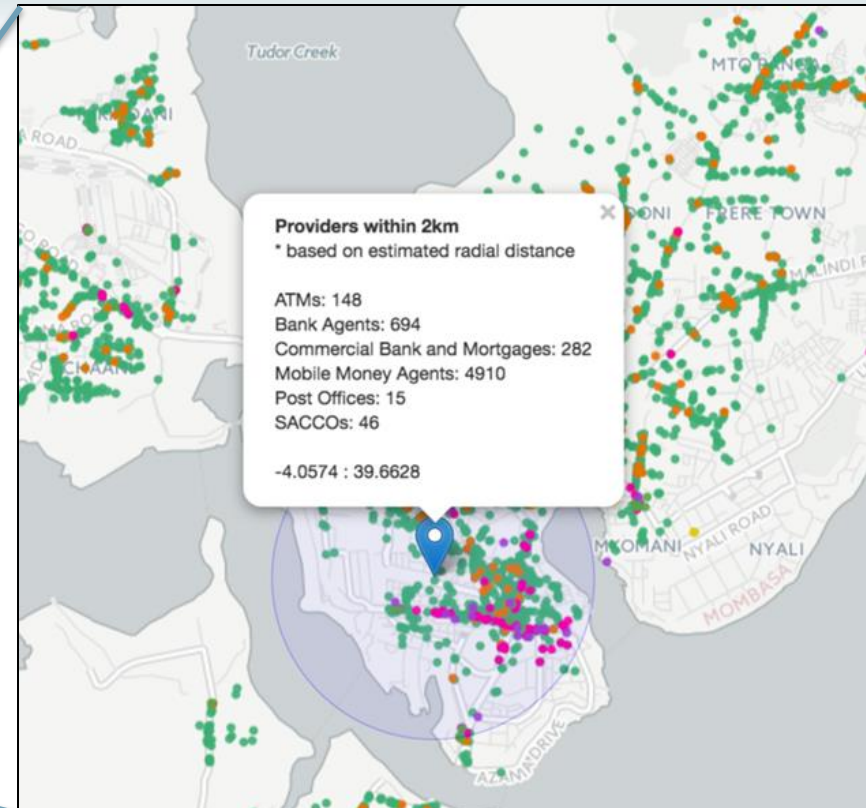 Tudor Creek
MTO PANGA
ROAD
Providers within 2km
* based on estimated radial distance
ATMs: 148
Bank Agents: 694
Commercial Bank and Mortgages: 282
Mobile Money Agents: 4910
Post Offices: 15
SACCOs: 46
-4.0574 : 39.6628
×
DONI
FRERE TOWN
MALINDI R
CHAANI
MKOMANI
NYALI ROAD
NYALI
MOMBASA
AZAMA DRIVE